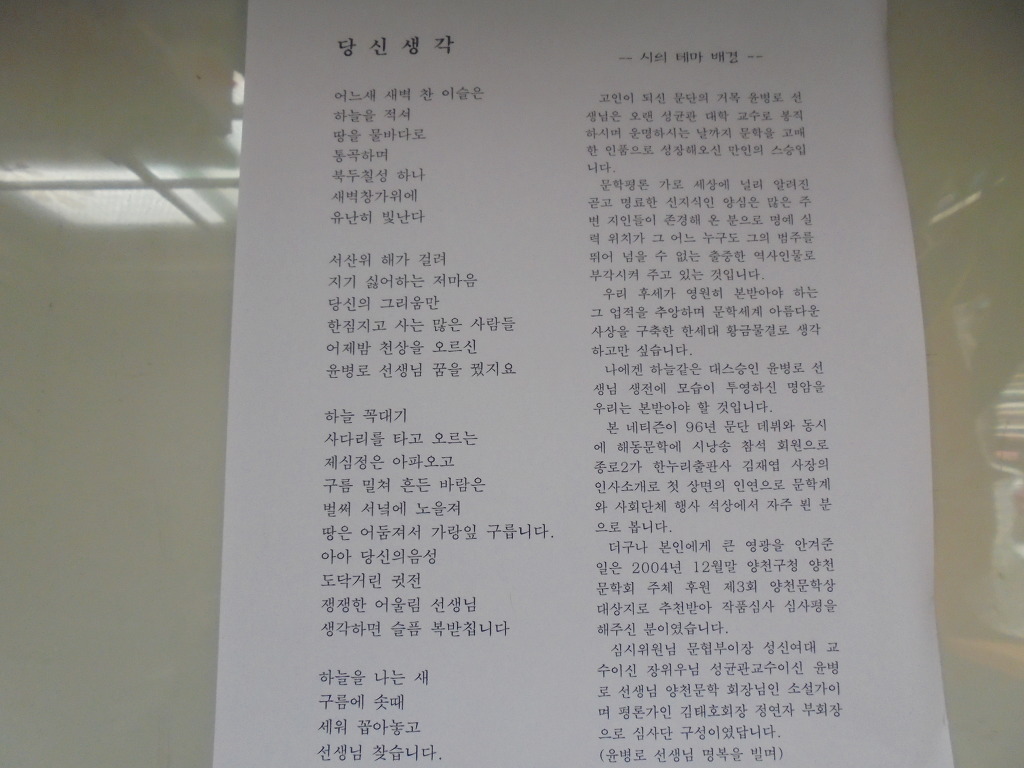 당 신 생 각
어느새 새벽 찬 이슬은
하늘을 적셔
땅을 물바다로
통곡하며
북두칠성 하나
새벽창가위에
유난히 빛난다
서산위 해가 걸려
지기 싫어하는 저마음
당신의 그리움만
한짐지고 사는 많은 사람들
어제밤 천상을 오르신
윤병로 선생님 꿈을 꿨지요
하늘 꼭대기
사다리를 타고 오르는
제심정은 아파오고
구름 밀쳐 흔든 바람은
벌써 서녘에 노을져
땅은 어둠져서 가랑잎 구릅니다.
아아 당신의음성
도닥거린 귓전
쟁쟁한 어울림 선생님
생각하면 슬픔 복받칩니다
하늘을 나는 새
구름에 솟때
세워 꼽아놓고
선생님 찾습니다.
-- 시의 테마 배경 --
고인이 되신 문단의 거목 윤병로 선
생님은 오랜 성균관 대학 교수로 봉직
하시며 운명하시는 날까지 문학을 고매
한 인품으로 성장해오신 만인의 스승입
니다.
문학평론 가로 세상에 널리 알려진
곧고 명료한 신지식인 양심은 많은 주
변 지인들이 존경해 온 분으로 명예 실
력 위치가 그 어느 누구도 그의 범주를
뛰어 넘을 수 없는 출중한 역사인물로
부각시켜 주고 있는 것입니다.
우리 후세가 영원히 본받아야 하는
그 업적을 추앙하며 문학세계 아름다운
사상을 구축한 한세대 황금물결로 생각
하고만 싶습니다.
나에겐 하늘같은 대스승인 윤병로 선
생님 생전에 모습이 투영하신 명암을
우리는 본받아야 할 것입니다.
본 네티즌이 96년 문단 데뷔와 동시
에 해동문학에 시낭송 참석 회원으로
종로2가 한누리출판사 김재엽 사장의
인사소개로 첫 상면의 인연으로 문학계
와 사회단체 행사 석상에서 자주 뵌 분
으로 봅니다.
더구나 본인에게 큰 영광을 안겨준
일은 2004년 12월말 양천구청 양천
문학회 주체 후원 제3회 양천문학상
대상지로 추천받아 작품심사 심사평을
해주신 분이였습니다.
심시위원님 문협부이장 성신여대 교
수이신 장위우님 성균관교수이신 윤병
로 선생님 양천문학 회장님인 소설가이
며 평론가인 김태호회장 정연자 부회장
으로 심사단 구성이였답니다.
(윤병로 선생님 명복을 빌며)